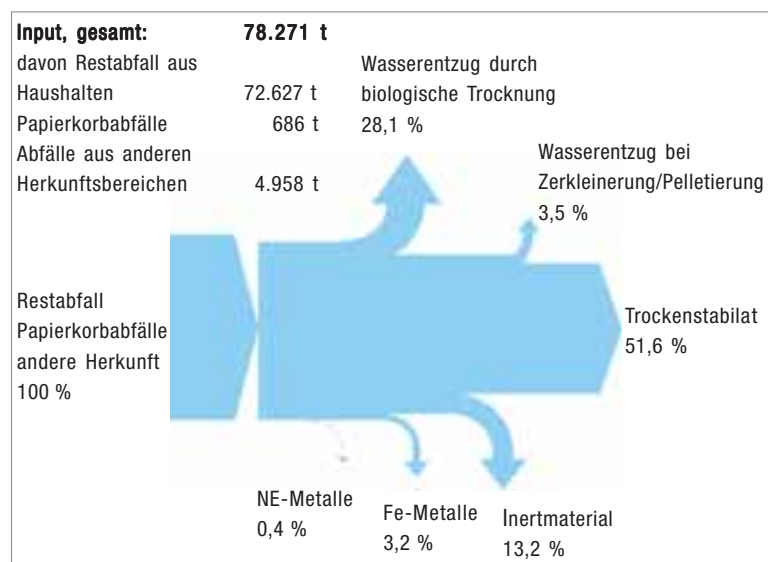 Input, gesamt: 78.271 t
davon Restabfall aus
Haushalten 72.627 t
Papierkorbabfälle 686 t
Abfälle aus anderen
Herkunftsbereichen 4.958 t
Wasserentzug durch
biologische Trocknung
28,1 %
Wasserentzug bei
Zerkleinerung/Pelletierung
3,5 %
Restabfall
Papierkorbabfälle
andere Herkunft
100 %
Trockenstabilat
51,6 %
NE-Metalle
0,4 %
Fe-Metalle
3,2 %
Inertmaterial
13,2 %